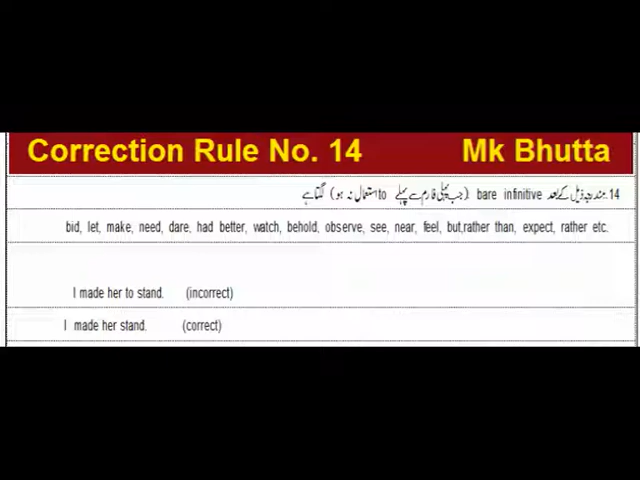 Correction Rule No. 14 Mk Bhutta
14. مندرجہ ذیل کے بعد bare infinitive (جب پہلی فارم سے پہلے to استعمال نہ ہو) لگتا ہے
bid, let, make, need, dare, had better, watch, behold, observe, see, near, feel, but,rather than, expect, rather etc.
I made her to stand. (incorrect)
I made her stand. (correct)